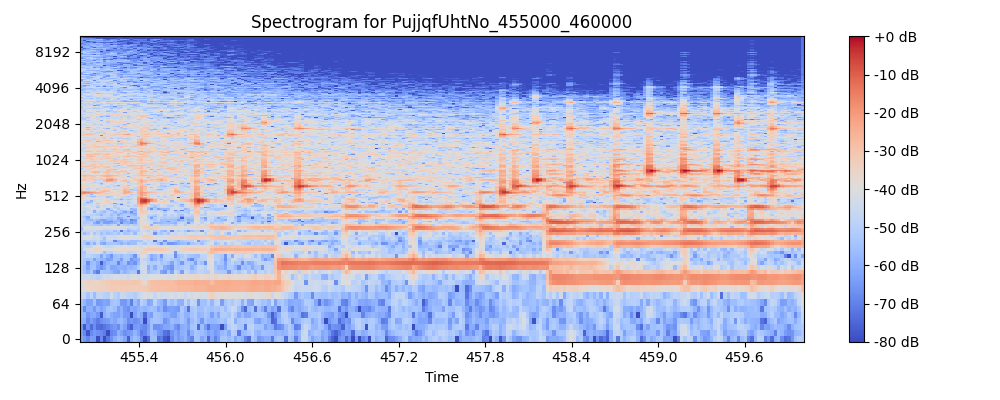 Spectrogram for PujjqfUhtNo_455000_460000
8192
4096
2048
1024
512
256
128
64
0
Hz
455.4
456.0
456.6
457.2
457.8
458.4
459.0
459.6
Time
+0 dB
-10 dB
-20 dB
-30 dB
-40 dB
-50 dB
-60 dB
-70 dB
-80 dB